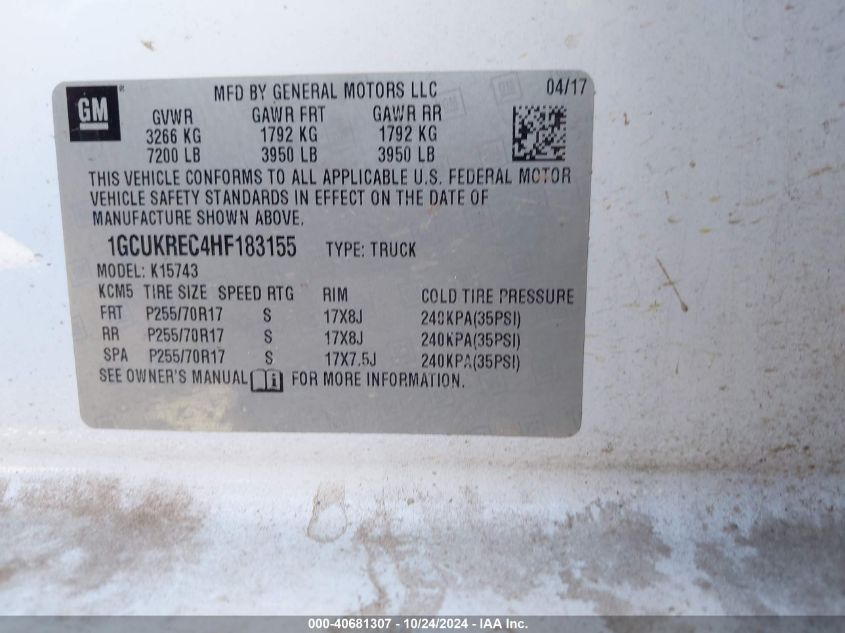 GM
MFD BY GENERAL MOTORS LLC 04/17
GVWR GAWR FRT GAWR RR
3266 KG 1792 KG 1792 KG
7200 LB 3950 LB 3950 LB
THIS VEHICLE CONFORMS TO ALL APPLICABLE U.S. FEDERAL MOTOR
VEHICLE SAFETY STANDARDS IN EFFECT ON THE DATE OF
MANUFACTURE SHOWN ABOVE.
1GCUKREC4HF183155 TYPE: TRUCK
MODEL: K15743
KCM5 TIRE SIZE SPEED RTG RIM COLD TIRE PRESSURE
FRT P255/70R17 S 17X8J 240KPA(35PSI)
RR P255/70R17 S 17X8J 240KPA(35PSI)
SPA P255/70R17 S 17X7.5J 240KPA(35PSI)
SEE OWNER'S MANUAL FOR MORE INFORMATION.
000-40681307 - 10/24/2024 - IAA Inc.